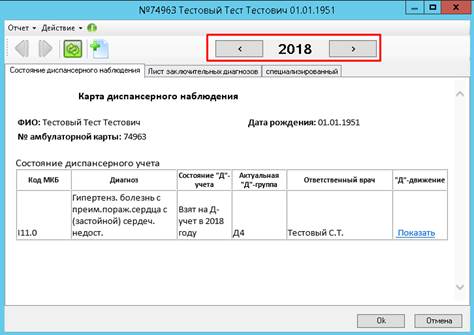 №74963 Тестовый Тест Тестович 01.01.1951
Отчет Действие
< 2018 >
Состояние диспансерного наблюдения Лист заключительных диагнозов специализированный
Карта диспансерного наблюдения
ФИО: Тестовый Тест Тестович Дата рождения: 01.01.1951
№ амбулаторной карты: 74963
Состояние диспансерного учета
Код МКБ Диагноз Состояние "Д"-учета Актуальная "Д"-группа Ответственный врач "Д"-движение
I11.0 Гипертенз. болезнь с преим.пораж.сердца с (застойной) сердеч. недост. Взят на Д-учет в 2018 году Д4 Тестовый С.Т. Показать
Ok Отмена